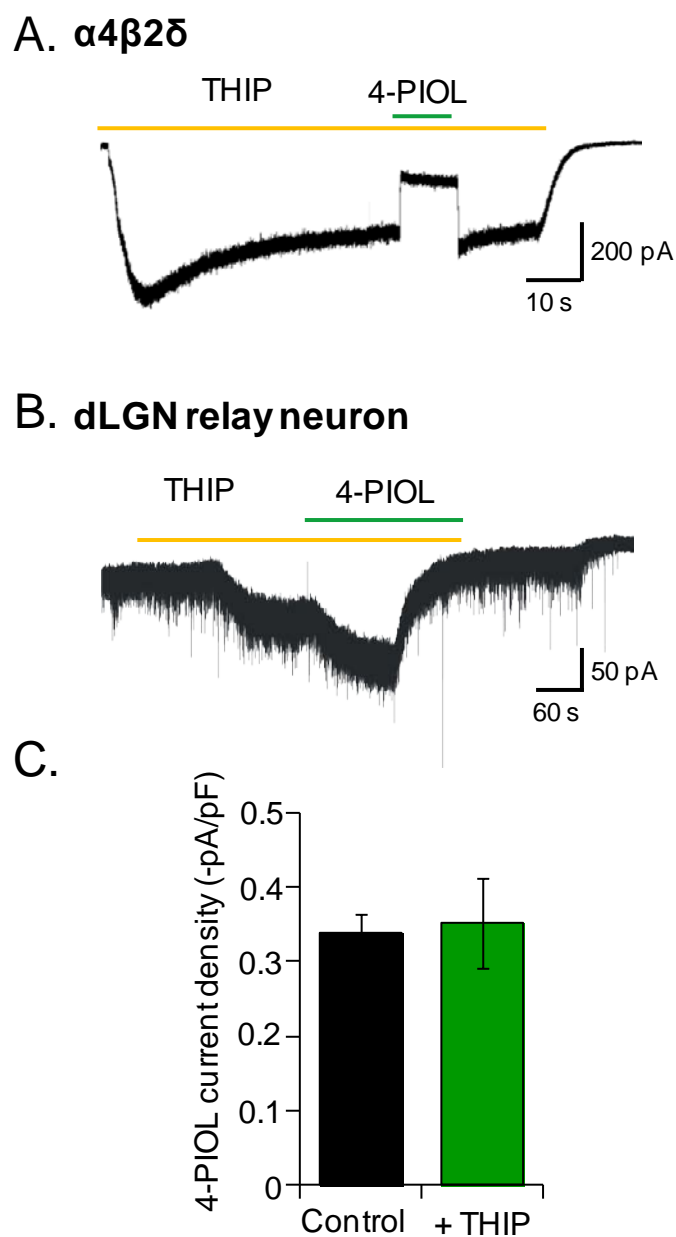 A. α4β2δ
THIP 4-PIOL
200 pA
10 s
B. dLGN relay neuron
THIP 4-PIOL
50 pA
60 s
C.
4-PIOL current density (-pA/pF)
0.5
0.4
0.3
0.2
0.1
0
Control + THIP